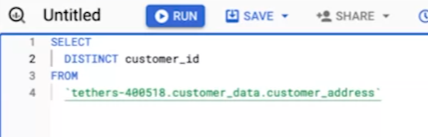 Untitled RUN SAVE SHARE
1 SELECT
2 DISTINCT customer_id
3 FROM
4 `tethers-400518.customer_data.customer_address`